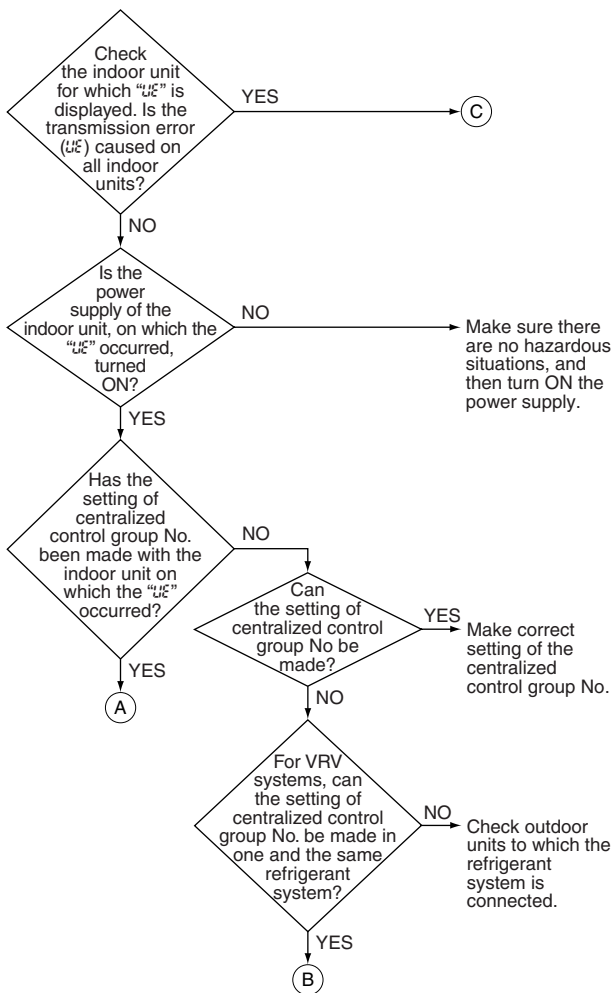 Check
the indoor unit
for which “UE” is
displayed. Is the
transmission error
(UE) caused on
all indoor
units?
YES
C
NO
Is the
power
supply of the
indoor unit, on which the
“UE” occurred,
turned
ON?
NO
Make sure there
are no hazardous
situations, and
then turn ON the
power supply.
YES
Has the
setting of
centralized
control group No.
been made with the
indoor unit on
which the “UE”
occurred?
NO
YES
A
Can
the setting of
centralized control
group No be
made?
YES
Make correct
setting of the
centralized
control group No.
NO
For VRV
systems, can
the setting of
centralized control
group No. be made in
one and the same
refrigerant
system?
NO
Check outdoor
units to which the
refrigerant
system is
connected.
YES
B